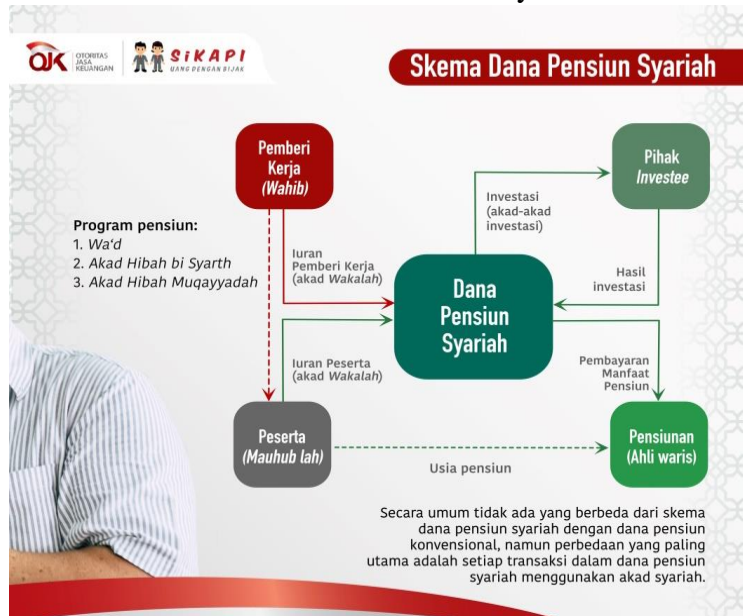 OJK
OTORITAS
JASA
KEUANGAN
SiKAPI
UANG DENGAN BIJAK
Skema Dana Pensiun Syariah
Pemberi
Kerja
(Wahib)
Pihak
Investee
Program pensiun:
1. Wa'd
2. Akad Hibah bi Syarth
3. Akad Hibah Muqayyadah
Investasi
(akad-akad
investasi)
Iuran
Pemberi Kerja
(akad Wakalah)
Hasil
investasi
Dana
Pensiun
Syariah
Iuran Peserta
(akad Wakalah)
Pembayaran
Manfaat
Pensiun
Peserta
(Mauhub lah)
Usia pensiun
Pensiunan
(Ahli waris)
Secara umum tidak ada yang berbeda dari skema
dana pensiun syariah dengan dana pensiun
konvensional, namun perbedaan yang paling
utama adalah setiap transaksi dalam dana pensiun
syariah menggunakan akad syariah.